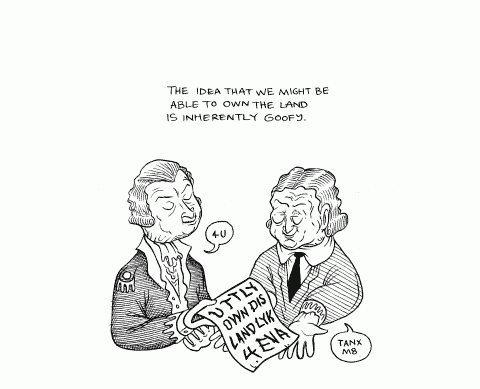 THE IDEA THAT WE MIGHT BE
ABLE TO OWN THE LAND
IS INHERENTLY GOOFY.
4 U
U TTLY
OWN DIS
LAND LYK
4 EVA
TANX
M8